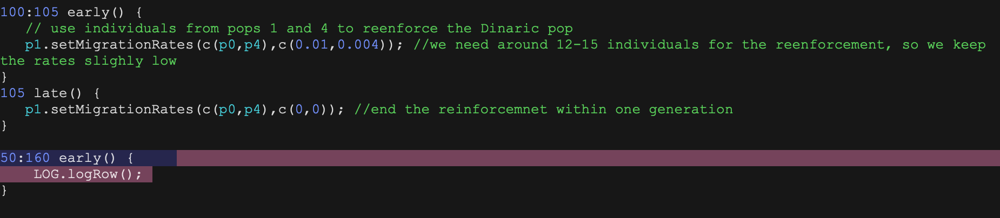 100:105 early() {
   // use individuals from pops 1 and 4 to reenforce the Dinaric pop
   p1.setMigrationRates(c(p0,p4),c(0.01,0.004)); //we need around 12-15 individuals for the reenforcement, so we keep
the rates slighly low
}
105 late() {
   p1.setMigrationRates(c(p0,p4),c(0,0)); //end the reinforcemnet within one generation
}

50:160 early() {
    LOG.logRow();
}